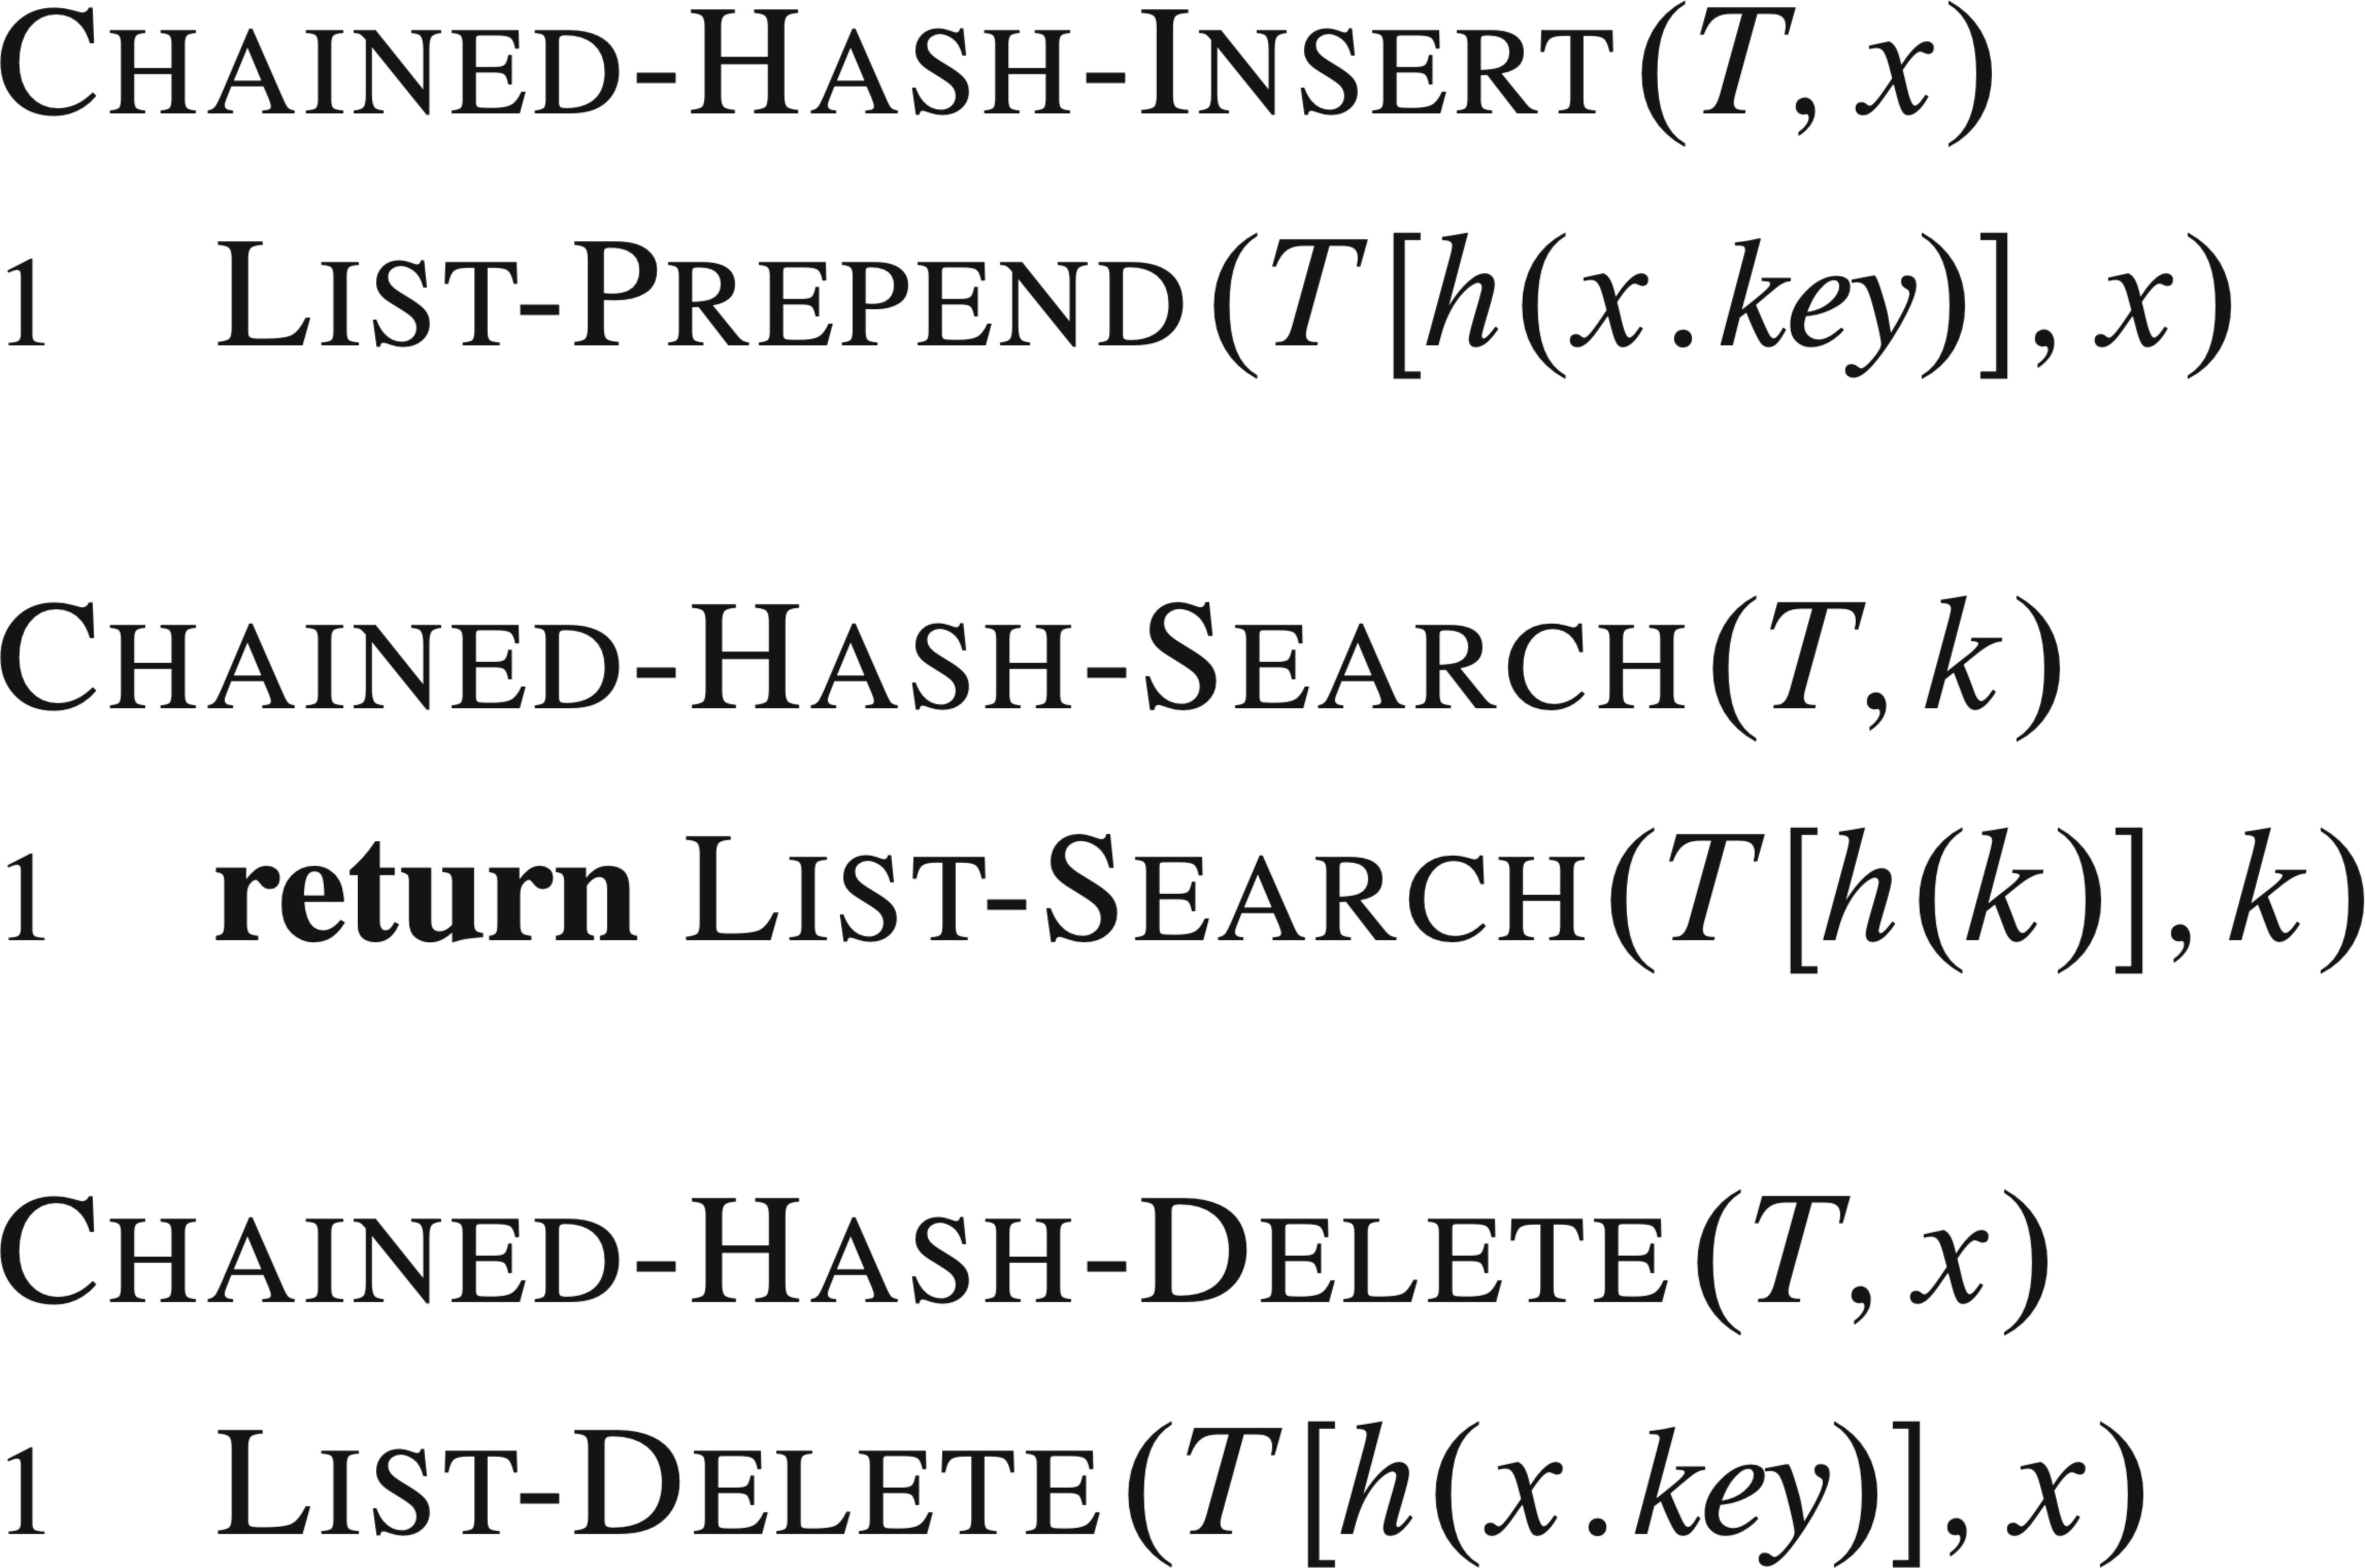 CHAINED-HASH-INSERT(T, x)
1 LIST-PREPEND(T[h(x.key)], x)
CHAINED-HASH-SEARCH(T, k)
1 return LIST-SEARCH(T[h(k)], k)
CHAINED-HASH-DELETE(T, x)
1 LIST-DELETE(T[h(x.key)], x)